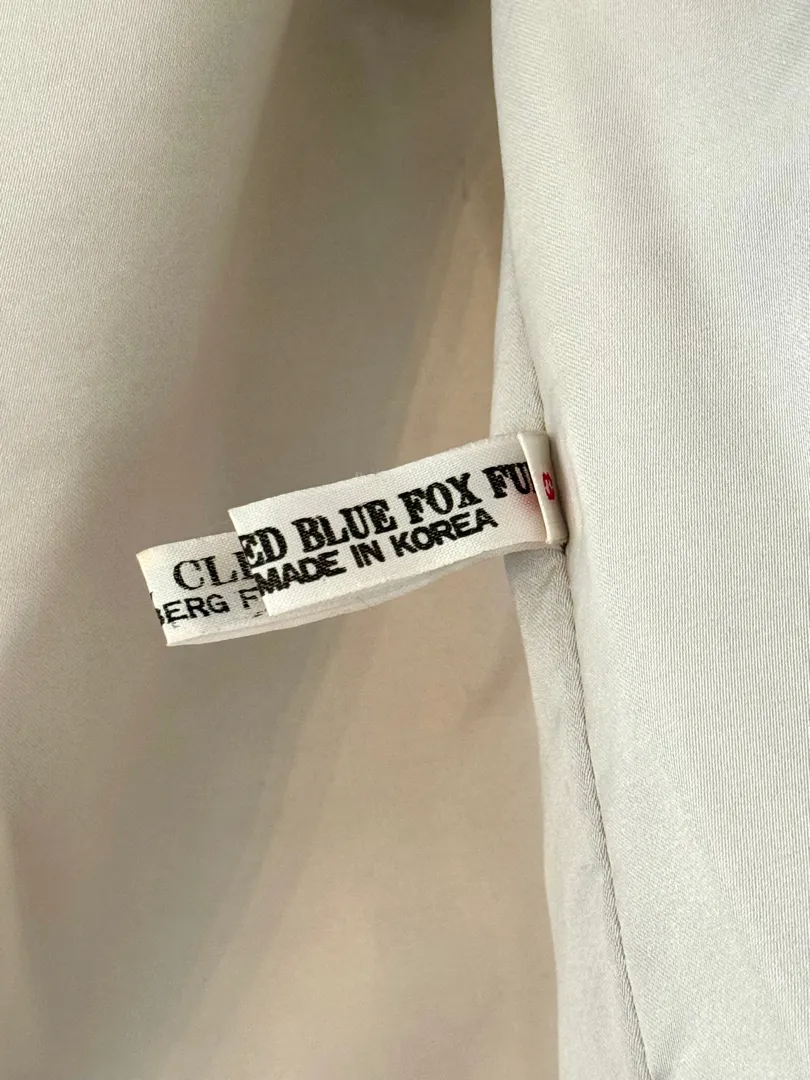 ED BLUE FOX FU
MADE IN KOREA
CLE
BERG F